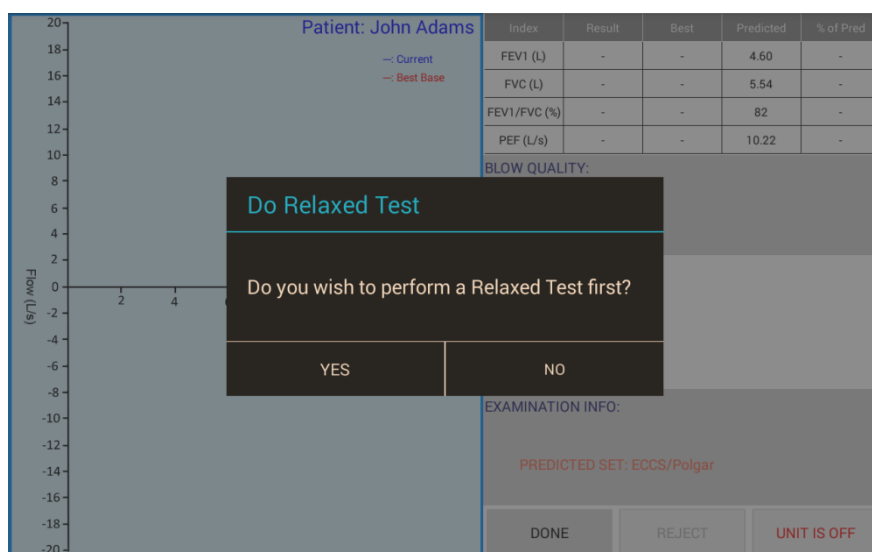 Patient: John Adams
—: Current
—: Best Base
20
18
16
14
12
10
8
6
4
2
0
-2
-4
-6
-8
-10
-12
-14
-16
-18
-20
Flow (L/s)
2 4
Index Result Best Predicted % of Pred
FEV1 (L) - - 4.60 -
FVC (L) - - 5.54 -
FEV1/FVC (%) - - 82 -
PEF (L/s) - - 10.22 -
BLOW QUALITY:
Do Relaxed Test
Do you wish to perform a Relaxed Test first?
YES NO
EXAMINATION INFO:
PREDICTED SET: ECCS/Polgar
DONE REJECT UNIT IS OFF